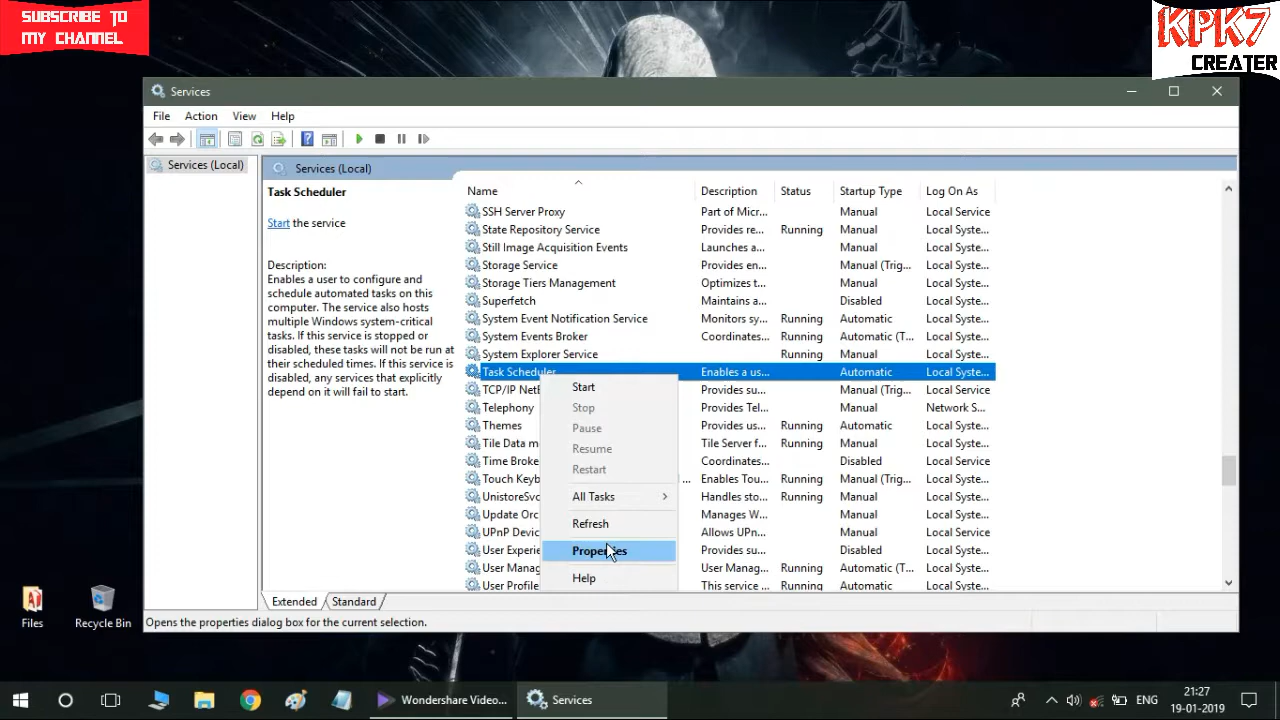 SUBSCRIBE TO
MY CHANNEL
KPK7
CREATER
Services
File Action View Help
Services (Local)
Services (Local)
Task Scheduler
Start the service
Description:
Enables a user to configure and
schedule automated tasks on this
computer. The service also hosts
multiple Windows system-critical
tasks. If this service is stopped or
disabled, these tasks will not be run at
their scheduled times. If this service is
disabled, any services that explicitly
depend on it will fail to start.
Name Description Status Startup Type Log On As
SSH Server Proxy Part of Micr... Manual Local Service
State Repository Service Provides re... Running Manual Local Syste...
Still Image Acquisition Events Launches a... Manual Local Syste...
Storage Service Provides en... Manual (Trig... Local Syste...
Storage Tiers Management Optimizes t... Manual Local Syste...
Superfetch Maintains a... Disabled Local Syste...
System Event Notification Service Monitors sy... Running Automatic Local Syste...
System Events Broker Coordinates... Running Automatic (T... Local Syste...
System Explorer Service Running Manual Local Syste...
Task Scheduler Enables a us... Automatic Local Syste...
TCP/IP Net Provides su... Manual (Trig... Local Syste...
Telephony Provides Tel... Manual Network S...
Themes Provides us... Running Automatic Local Syste...
Tile Data m Tile Server f... Running Manual Local Syste...
Time Broke Coordinates... Disabled Local Syste...
Touch Keyb ... Enables Tou... Running Manual (Trig... Local Syste...
UnistoreSvc Handles sto... Running Manual Local Syste...
Update Orc Manages W... Manual Local Syste...
UPnP Devic Allows UPn... Manual Local Syste...
User Experie Provides su... Disabled Local Syste...
User Manag User Manag... Running Automatic (T... Local Syste...
User Profile This service ... Running Automatic Local Syste...
Start
Stop
Pause
Resume
Restart
All Tasks
Refresh
Properties
Help
Extended Standard
Opens the properties dialog box for the current selection.
Files
Recycle Bin
Wondershare Video...
Services
ENG
21:27
19-01-2019